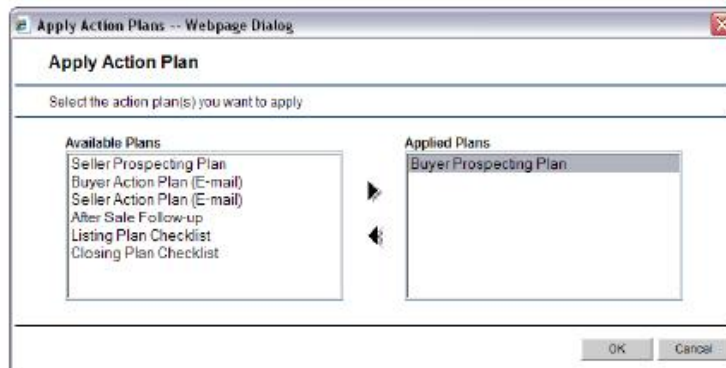 Apply Action Plans -- Webpage Dialog
Apply Action Plan
Select the action plan(s) you want to apply
Available Plans
Seller Prospecting Plan
Buyer Action Plan (E-mail)
Seller Action Plan (E-mail)
After Sale Follow-up
Listing Plan Checklist
Closing Plan Checklist
Applied Plans
Buyer Prospecting Plan
OK Cancel